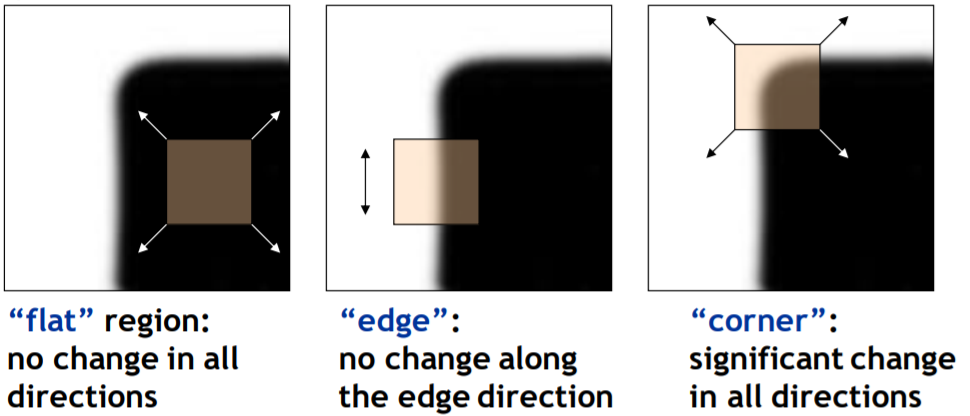 “flat” region:
no change in all
directions
“edge”:
no change along
the edge direction
“corner”:
significant change
in all directions